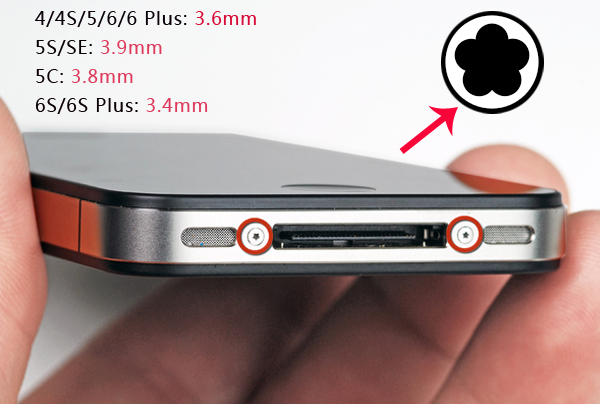 4/4S/5/6/6 Plus: 3.6mm
5S/SE: 3.9mm
5C: 3.8mm
6S/6S Plus: 3.4mm